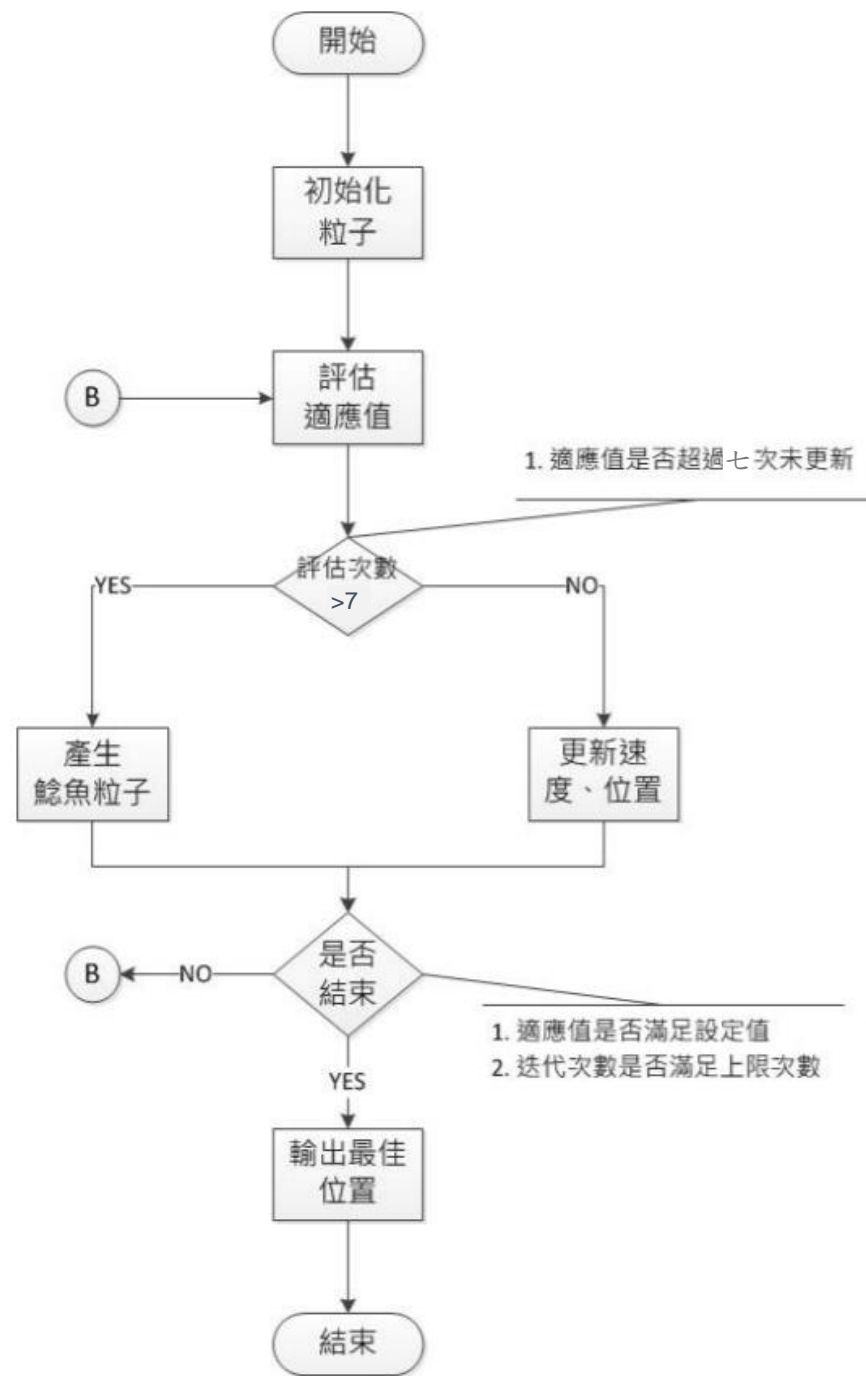 開始
初始化
粒子
B
評估
適應值
1. 適應值是否超過七次未更新
評估次數
>7
YES
NO
產生
鯰魚粒子
更新速
度、位置
是否
結束
B
NO
1. 適應值是否滿足設定值
2. 迭代次數是否滿足上限次數
YES
輸出最佳
位置
結束